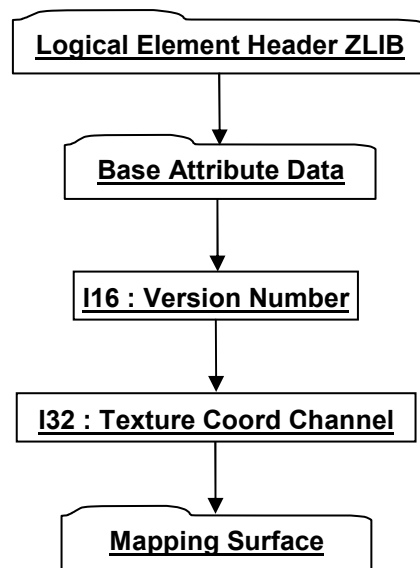 Logical Element Header ZLIB
Base Attribute Data
I16 : Version Number
I32 : Texture Coord Channel
Mapping Surface